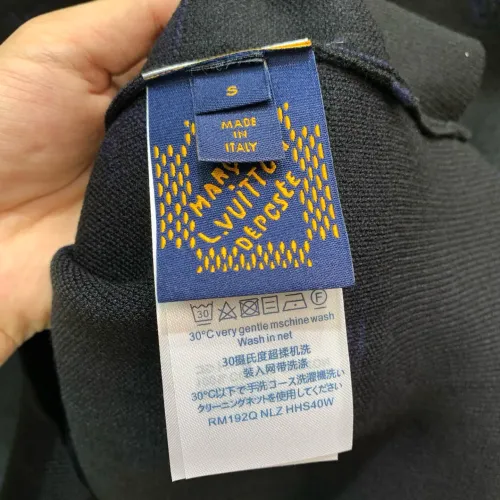 S
MADE
IN
ITALY
MARQUE
L.VUITTON
DEPOSÉE
30
F
30°C very gentle mschine wash
Wash in net
30摄氏度超揉机洗
装入网带洗涤
30°C以下で手洗コース洗濯機洗い
クリーニングネットを使用してください
RM192Q NLZ HHS40W